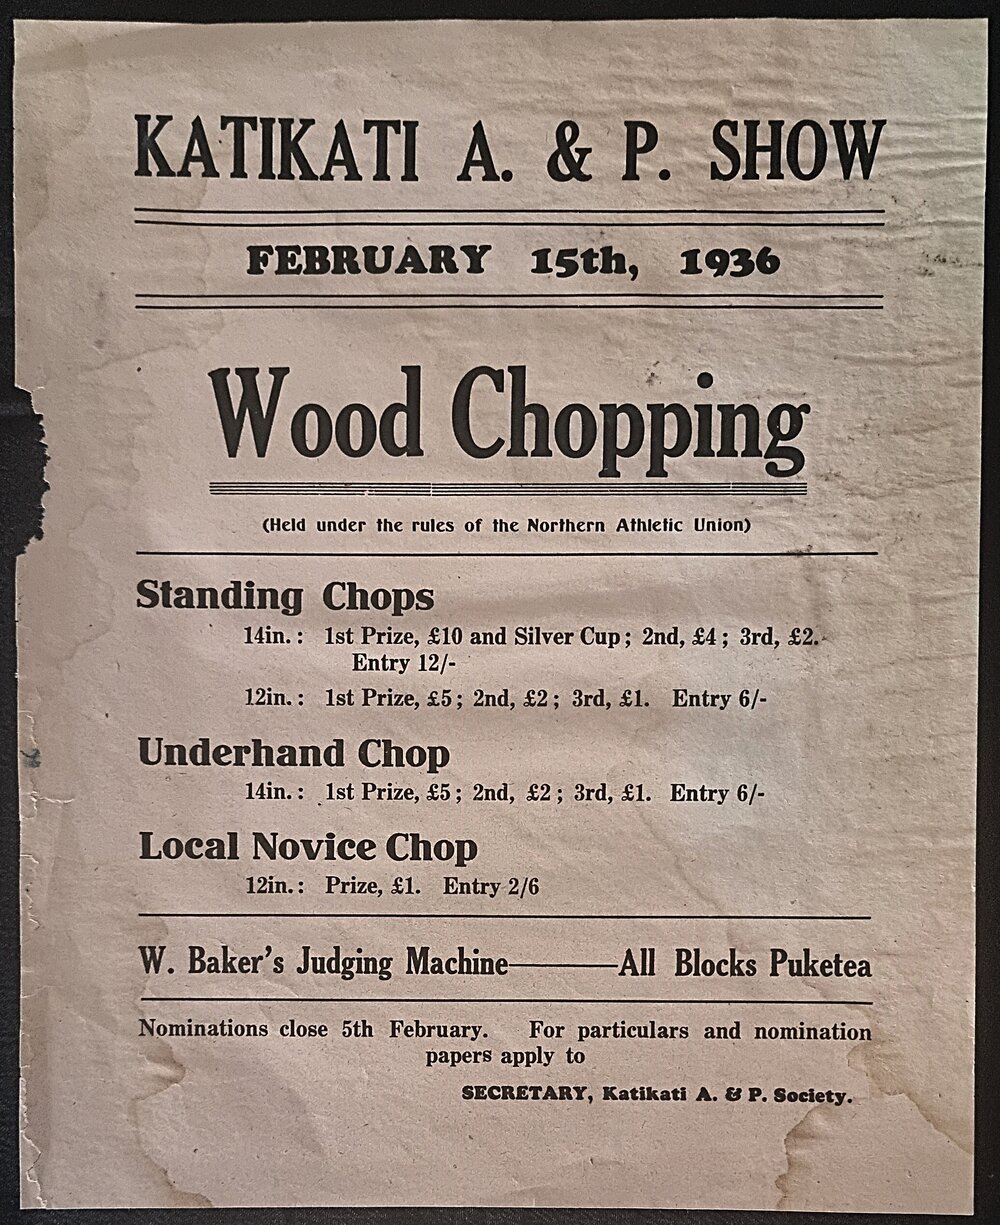 KATIKATI A. & P. SHOW
FEBRUARY 15th, 1936
Wood Chopping
(Held under the rules of the Northern Athletic Union)
Standing Chops
14in.: 1st Prize, £10 and Silver Cup; 2nd, £4; 3rd, £2.
Entry 12/-
12in.: 1st Prize, £5; 2nd, £2; 3rd, £1. Entry 6/-
Underhand Chop
14in.: 1st Prize, £5; 2nd, £2; 3rd, £1. Entry 6/-
Local Novice Chop
12in.: Prize, £1. Entry 2/6
W. Baker's Judging Machine——All Blocks Puketea
Nominations close 5th February. For particulars and nomination
papers apply to
SECRETARY, Katikati A. & P. Society.